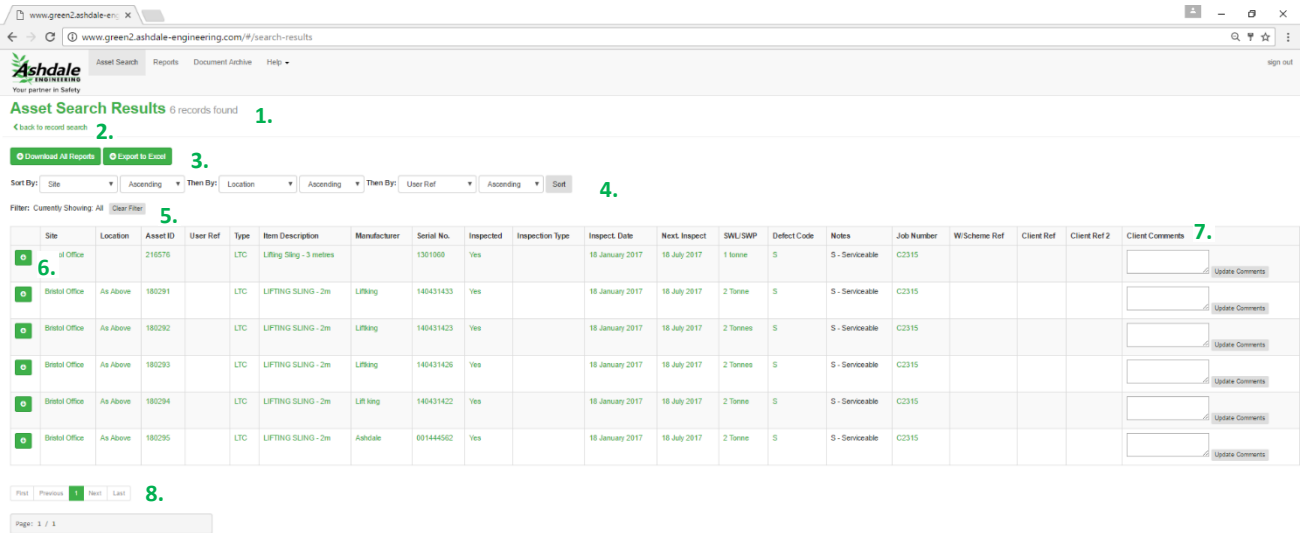 www.green2.ashdale-eng
www.green2.ashdale-engineering.com/#/search-results
Ashdale
ENGINEERING
Your partner in Safety
Asset Search Reports Document Archive Help sign out
Asset Search Results 6 records found 1.
back to record search 2.
Download All Reports Export to Excel 3.
Sort By: Site Ascending Then By: Location Ascending Then By: User Ref Ascending Sort 4.
Filter: Currently Showing: All Clear Filter 5.
Site Location Asset ID User Ref Type Item Description Manufacturer Serial No. Inspected Inspection Type Inspect. Date Next. Inspect SWL/SWP Defect Code Notes Job Number W/Scheme Ref Client Ref Client Ref 2 Client Comments 7.
6. ol Office 216576 LTC Lifting Sling - 3 metres 1301068 Yes 18 January 2017 18 July 2017 1 tonne S S - Serviceable C2315 Update Comments
Bristol Office As Above 180291 LTC LIFTING SLING - 2m Liftking 140431433 Yes 18 January 2017 18 July 2017 2 Tonne S S - Serviceable C2315 Update Comments
Bristol Office As Above 180292 LTC LIFTING SLING - 2m Liftking 140431423 Yes 18 January 2017 18 July 2017 2 Tonnes S S - Serviceable C2315 Update Comments
Bristol Office As Above 180293 LTC LIFTING SLING - 2m Liftking 140431426 Yes 18 January 2017 18 July 2017 2 Tonnes S S - Serviceable C2315 Update Comments
Bristol Office As Above 180294 LTC LIFTING SLING - 2m Lift king 140431422 Yes 18 January 2017 18 July 2017 2 Tonne S S - Serviceable C2315 Update Comments
Bristol Office As Above 180295 LTC LIFTING SLING - 2m Ashdale 001444562 Yes 18 January 2017 18 July 2017 2 Tonne S S - Serviceable C2315 Update Comments
First Previous 1 Next Last 8.
Page: 1 / 1